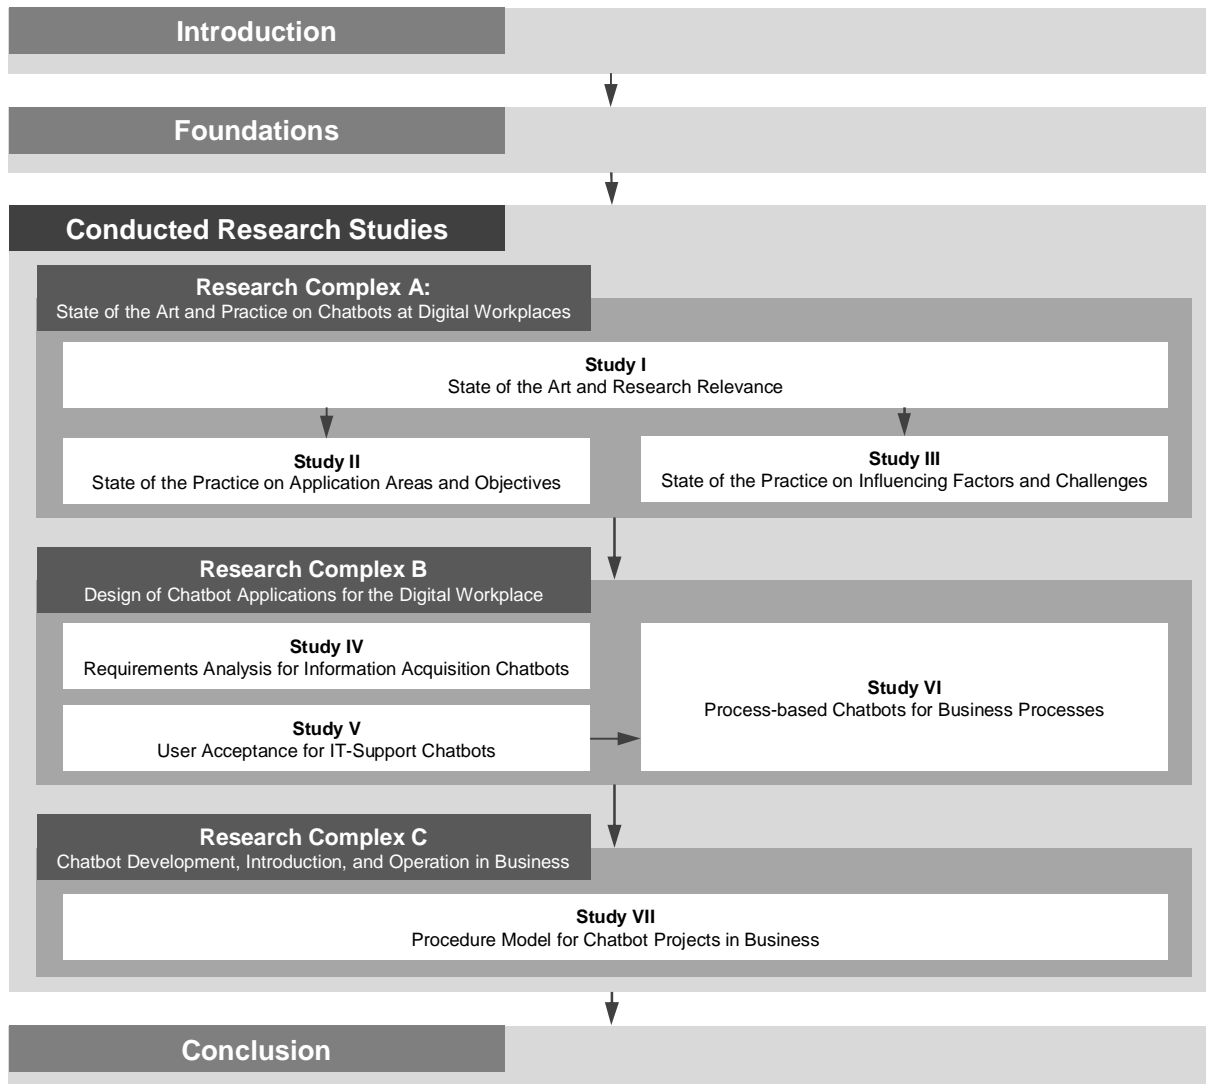 Introduction
Foundations
Conducted Research Studies
Research Complex A:
State of the Art and Practice on Chatbots at Digital Workplaces
Study I
State of the Art and Research Relevance
Study II
State of the Practice on Application Areas and Objectives
Study III
State of the Practice on Influencing Factors and Challenges
Research Complex B
Design of Chatbot Applications for the Digital Workplace
Study IV
Requirements Analysis for Information Acquisition Chatbots
Study V
User Acceptance for IT-Support Chatbots
Study VI
Process-based Chatbots for Business Processes
Research Complex C
Chatbot Development, Introduction, and Operation in Business
Study VII
Procedure Model for Chatbot Projects in Business
Conclusion